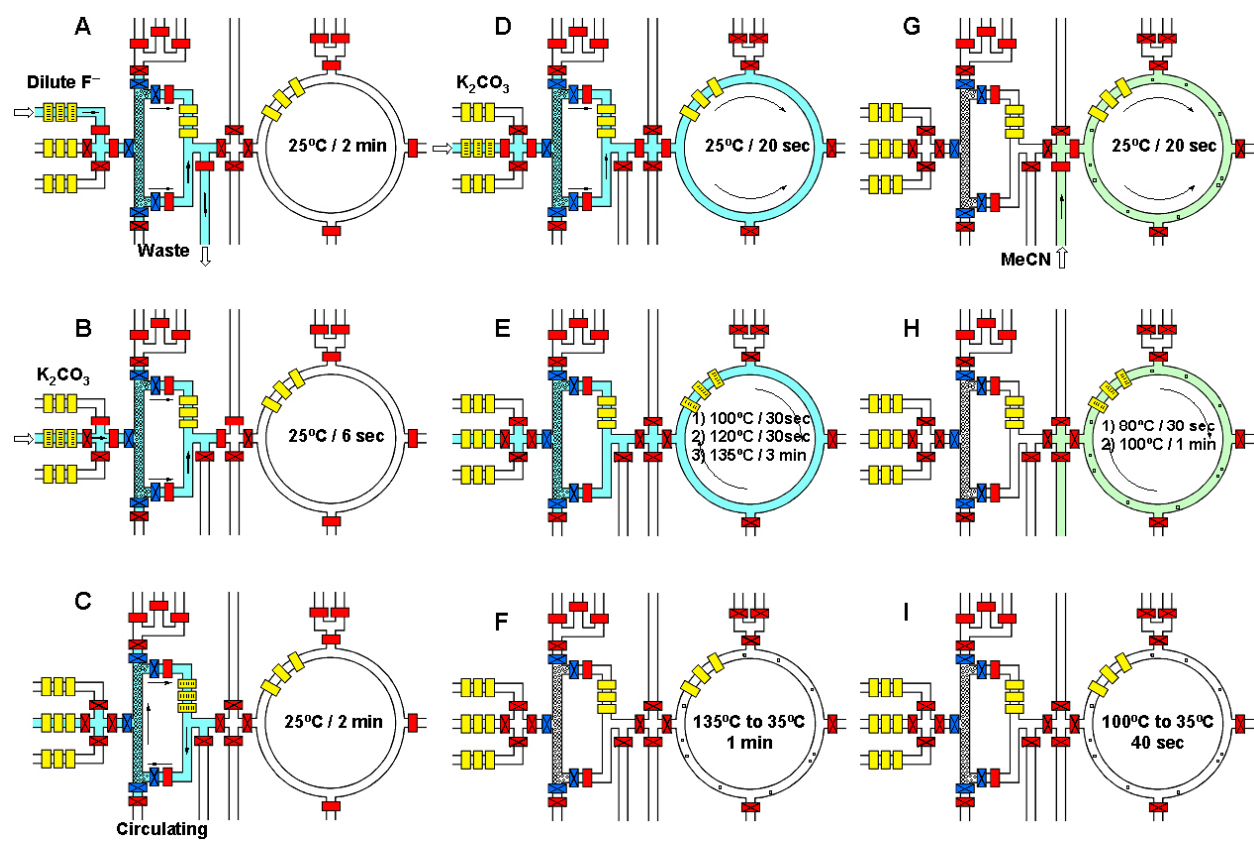 A
Dilute F⁻
25ºC / 2 min
Waste
B
K₂CO₃
25ºC / 6 sec
C
25ºC / 2 min
Circulating
D
K₂CO₃
25ºC / 20 sec
E
1) 100ºC / 30sec
2) 120ºC / 30sec
3) 135ºC / 3 min
F
135ºC to 35ºC
1 min
G
25ºC / 20 sec
MeCN
H
1) 80ºC / 30 sec
2) 100ºC / 1 min
I
100ºC to 35ºC
40 sec